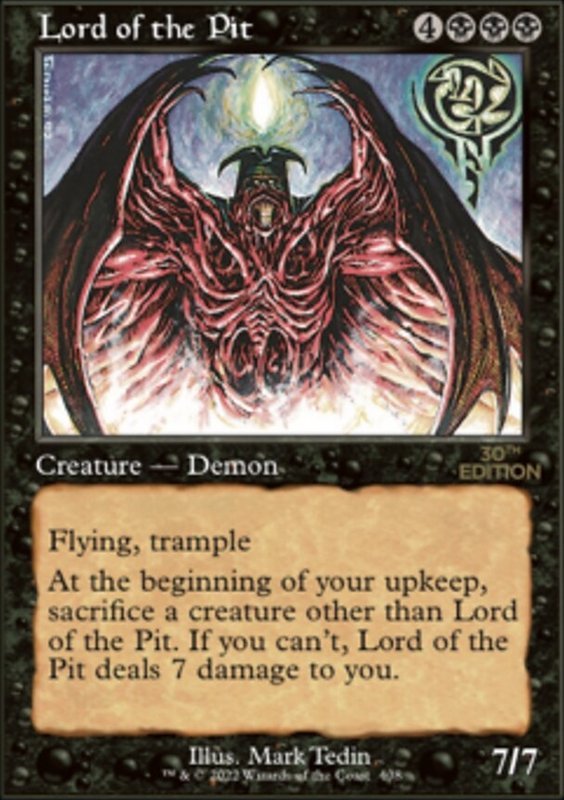 Lord of the Pit 4
Creature — Demon
30TH
EDITION
Flying, trample
At the beginning of your upkeep,
sacrifice a creature other than Lord
of the Pit. If you can't, Lord of the
Pit deals 7 damage to you.
Illus. Mark Tedin
™ & © 2022 Wizards of the Coast 408
7/7